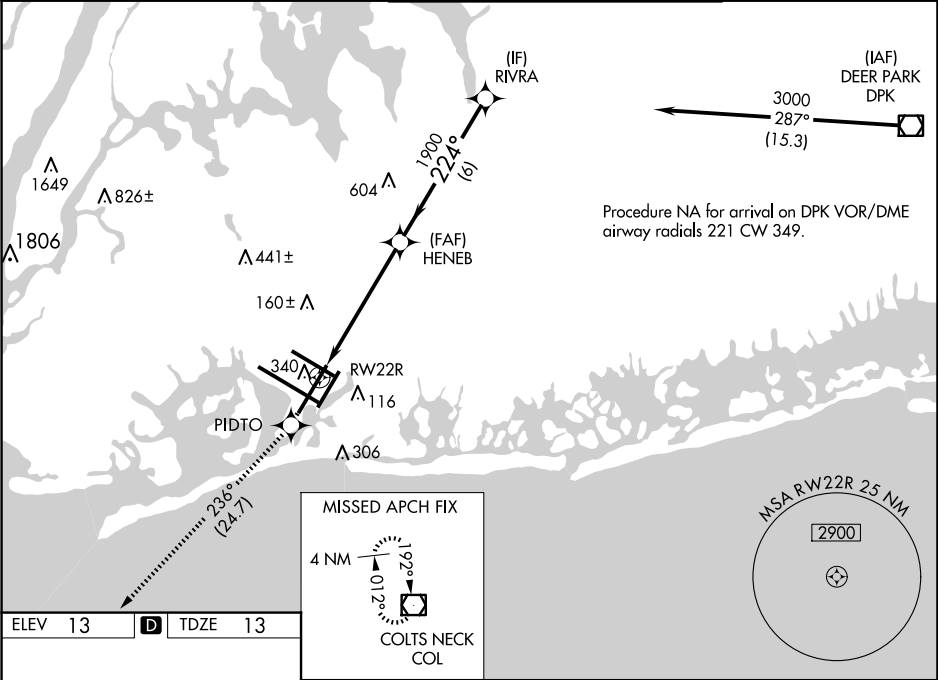 (IF)
RIVRA
(IAF)
DEER PARK
DPK
3000
287°
(15.3)
1900
224°
(6)
1649
826±
604
Procedure NA for arrival on DPK VOR/DME
airway radials 221 CW 349.
1806
441±
(FAF)
HENEB
160±
340
RW22R
116
PIDTO
306
236°
(24.7)
MISSED APCH FIX
4 NM
192°
012°
COLTS NECK
COL
MSA RW22R 25 NM
2900
ELEV 13
D
TDZE 13